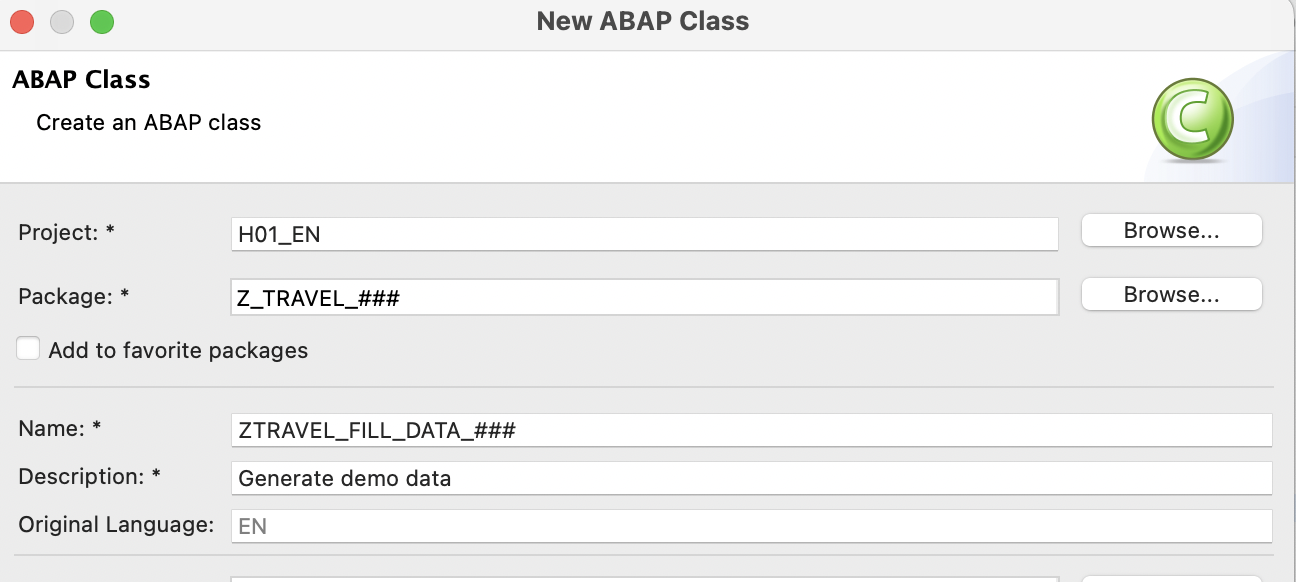 New ABAP Class
ABAP Class
Create an ABAP class
Project: * H01_EN Browse...
Package: * Z_TRAVEL_### Browse...
Add to favorite packages
Name: * ZTRAVEL_FILL_DATA_###
Description: * Generate demo data
Original Language: EN